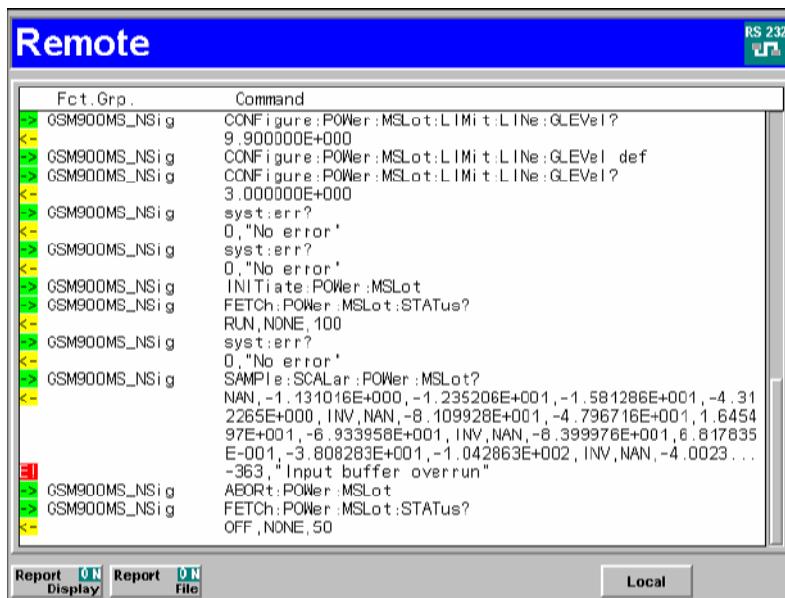 Remote
RS 232
Fct.Grp. Command
-> GSM900MS_NSig CONFigure:POWer:MSLot:LIMit:LINe:GLEVel?
<- 9.900000E+000
-> GSM900MS_NSig CONFigure:POWer:MSLot:LIMit:LINe:GLEVel def
-> GSM900MS_NSig CONFigure:POWer:MSLot:LIMit:LINe:GLEVel?
<- 3.000000E+000
-> GSM900MS_NSig syst:err?
<- 0,"No error"
-> GSM900MS_NSig syst:err?
<- 0,"No error"
-> GSM900MS_NSig INITiate:POWer:MSLot
-> GSM900MS_NSig FETCh:POWer:MSLot:STATus?
<- RUN,NONE,100
-> GSM900MS_NSig syst:err?
<- 0,"No error"
-> GSM900MS_NSig SAMPle:SCALar:POWer:MSLot?
<- NAN,-1.131016E+000,-1.235206E+001,-1.581286E+001,-4.31
2265E+000,INV,NAN,-8.109928E+001,-4.796716E+001,1.6454
97E+001,-6.933958E+001,INV,NAN,-8.399976E+001,6.817835
E-001,-3.808283E+001,-1.042863E+002,INV,NAN,-4.0023...
E! -363,"Input buffer overrun"
-> GSM900MS_NSig ABORt:POWer:MSLot
-> GSM900MS_NSig FETCh:POWer:MSLot:STATus?
<- OFF,NONE,50
Report ON Display
Report ON File
Local